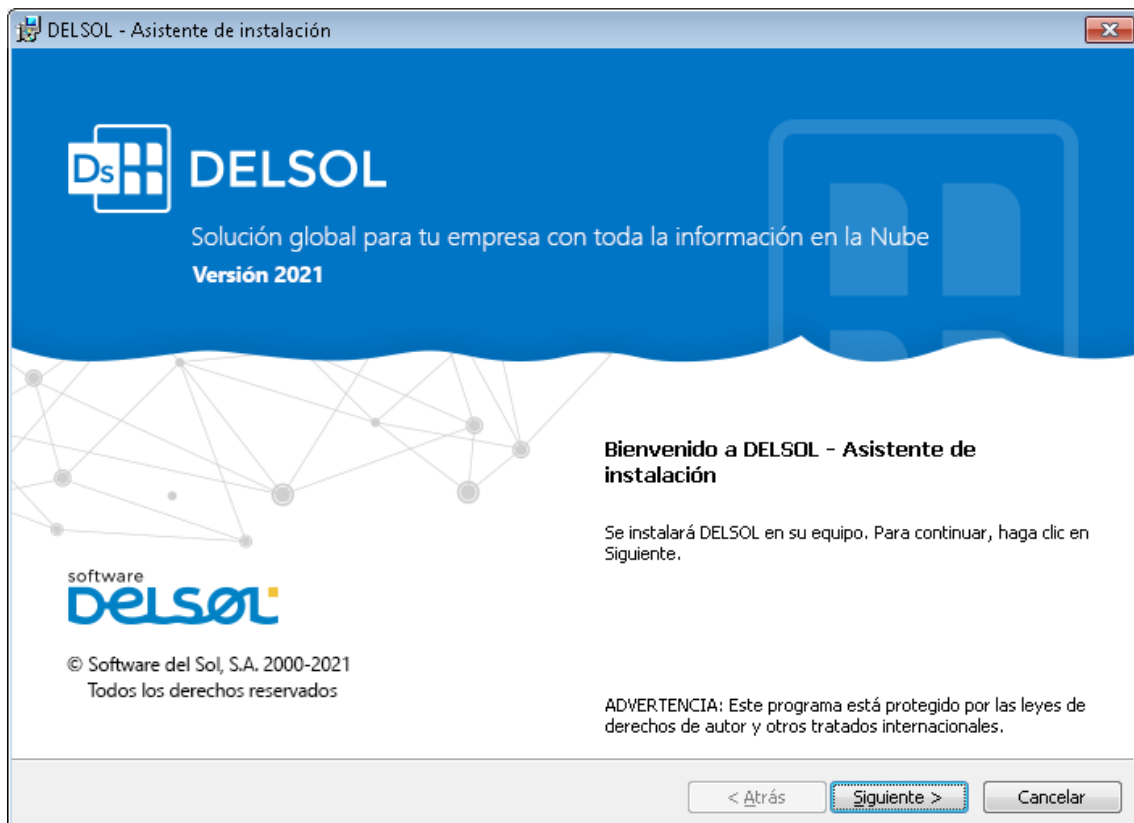 DELSOL - Asistente de instalación
Ds DELSOL
Solución global para tu empresa con toda la información en la Nube
Versión 2021
Bienvenido a DELSOL - Asistente de
instalación
Se instalará DELSOL en su equipo. Para continuar, haga clic en
Siguiente.
software
DELSOL
© Software del Sol, S.A. 2000-2021
Todos los derechos reservados
ADVERTENCIA: Este programa está protegido por las leyes de
derechos de autor y otros tratados internacionales.
< Atrás
Siguiente >
Cancelar